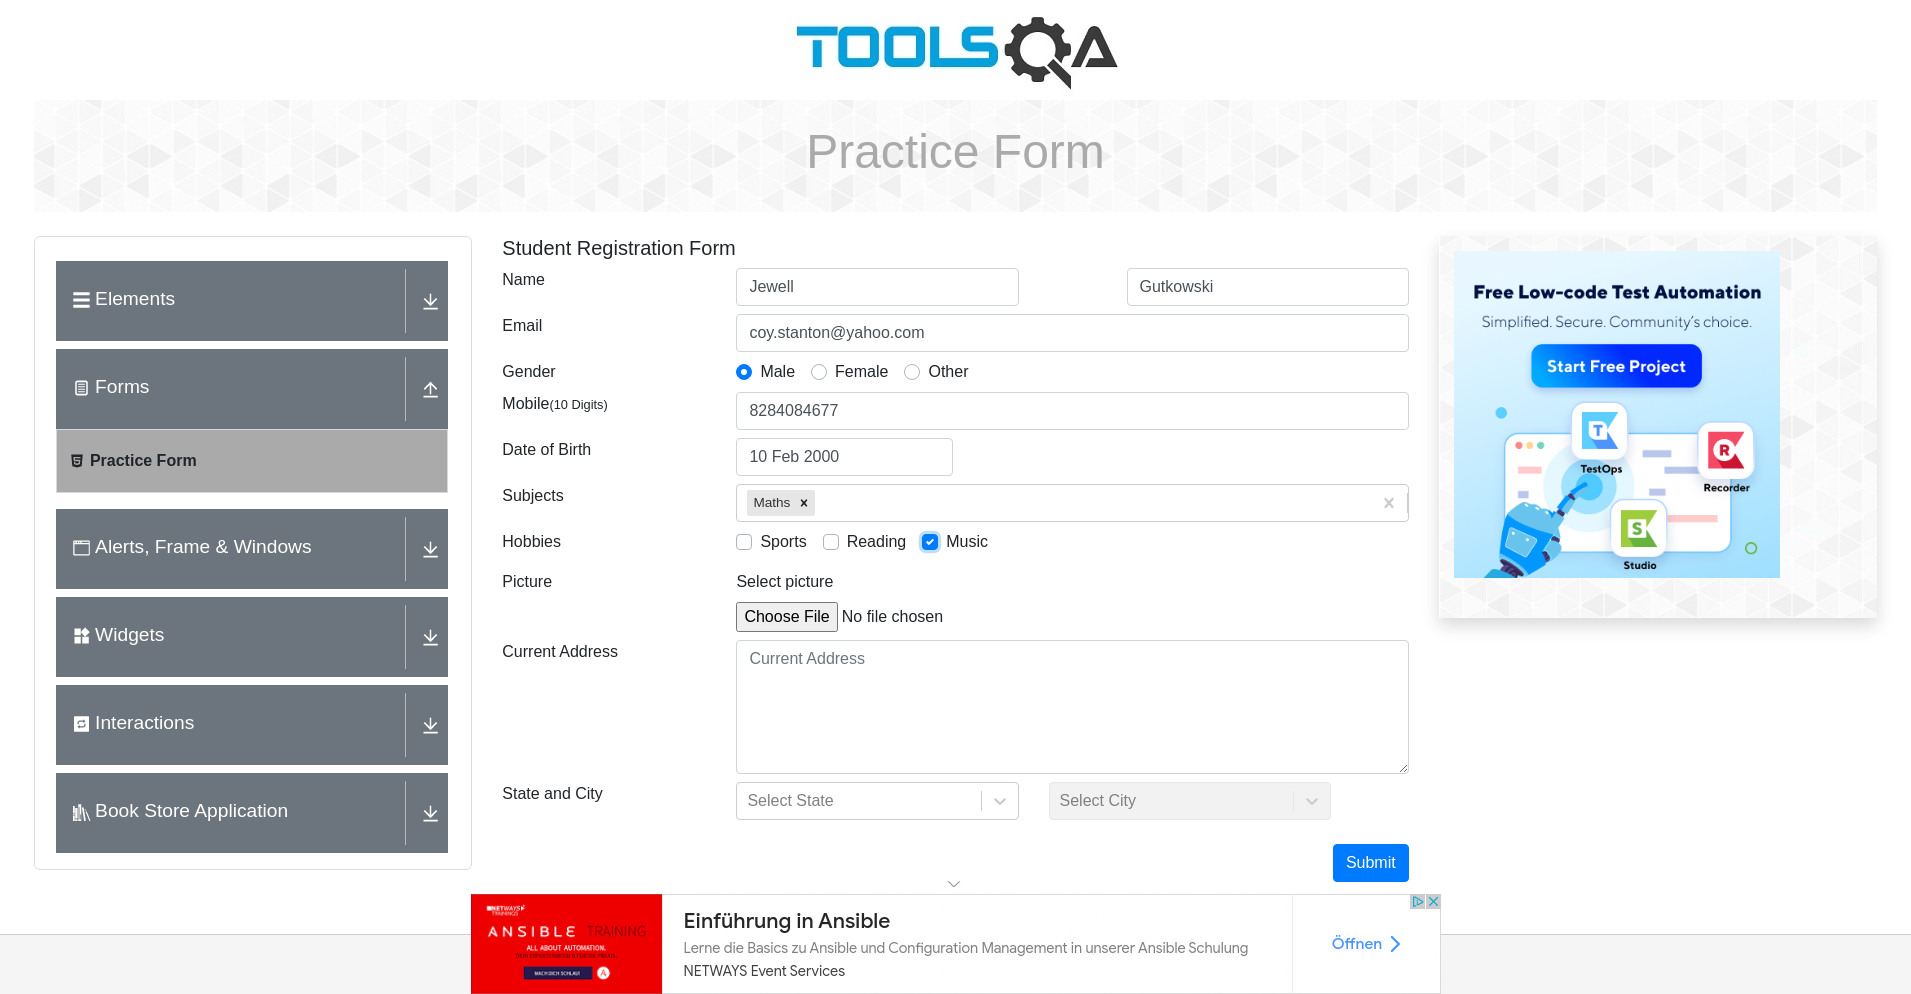 TOOLSQA
Practice Form
Elements
Forms
Practice Form
Alerts, Frame & Windows
Widgets
Interactions
Book Store Application
Student Registration Form
Name
Jewell
Gutkowski
Email
coy.stanton@yahoo.com
Gender
Male
Female
Other
Mobile(10 Digits)
8284084677
Date of Birth
10 Feb 2000
Subjects
Maths
Hobbies
Sports
Reading
Music
Picture
Select picture
Choose File No file chosen
Current Address
Current Address
State and City
Select State
Select City
Submit
Free Low-code Test Automation
Simplified. Secure. Community's choice.
Start Free Project
T
TestOps
R
Recorder
S
Studio
NETWAYS
TRAININGS
ANSIBLE TRAINING
ALL ABOUT AUTOMATION.
MACH DICH SCHLAU!
A
Einführung in Ansible
Lerne die Basics zu Ansible und Configuration Management in unserer Ansible Schulung
NETWAYS Event Services
Öffnen